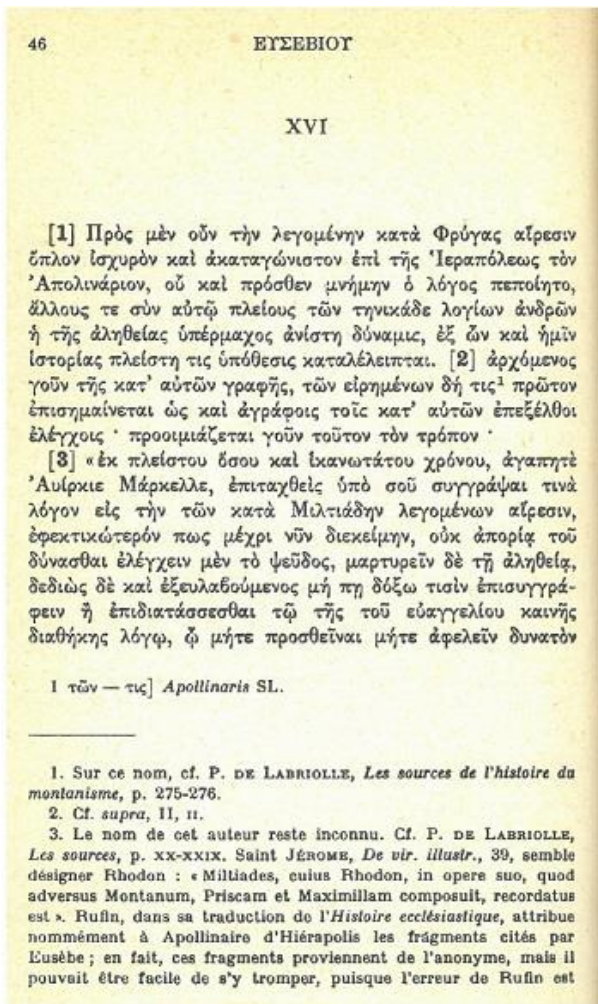 46
ΕΥΣΕΒΙΟΥ
XVI
[1] Πρὸς μὲν οὖν τὴν λεγομένην κατὰ Φρύγας αἵρεσιν
ὅπλον ἰσχυρὸν καὶ ἀκαταγώνιστον ἐπὶ τῆς Ἱεραπόλεως τὸν
Ἀπολινάριον, οὗ καὶ πρόσθεν μνήμην ὁ λόγος πεποίητο,
ἄλλους τε σὺν αὐτῷ πλείους τῶν τηνικάδε λογίων ἀνδρῶν
ἡ τῆς ἀληθείας ὑπέρμαχος ἀνίστη δύναμις, ἐξ ὧν καὶ ἡμῖν
ἱστορίας πλείστη τις ὑπόθεσις καταλέλειπται. [2] ἀρχόμενος
γοῦν τῆς κατ’ αὐτῶν γραφῆς, τῶν εἰρημένων δή τις¹ πρῶτον
ἐπισημαίνεται ὡς καὶ ἀγράφοις τοῖς κατ’ αὐτῶν ἐπεξέλθοι
ἐλέγχοις · προοιμιάζεται γοῦν τοῦτον τὸν τρόπον ·
[3] «ἐκ πλείστου ὅσου καὶ ἱκανωτάτου χρόνου, ἀγαπητὲ
Ἀυίρκιε Μάρκελλε, ἐπιταχθεὶς ὑπὸ σοῦ συγγράψαι τινὰ
λόγον εἰς τὴν τῶν κατὰ Μιλτιάδην λεγομένων αἵρεσιν,
ἐφεκτικώτερόν πως μέχρι νῦν διεκείμην, οὐκ ἀπορίᾳ τοῦ
δύνασθαι ἐλέγχειν μὲν τὸ ψεῦδος, μαρτυρεῖν δὲ τῇ ἀληθείᾳ,
δεδιὼς δὲ καὶ ἐξευλαβούμενος μή πῃ δόξω τισὶν ἐπισυγγρά-
φειν ἢ ἐπιδιατάσσεσθαι τῷ τῆς τοῦ εὐαγγελίου καινῆς
διαθήκης λόγῳ, ᾧ μήτε προσθεῖναι μήτε ἀφελεῖν δυνατὸν
1 τῶν — τις] Apollinaris SL.
1. Sur ce nom, cf. P. DE LABRIOLLE, Les sources de l'histoire du
montanisme, p. 275-276.
2. Cf. supra, II, II.
3. Le nom de cet auteur reste inconnu. Cf. P. DE LABRIOLLE,
Les sources, p. XX-XXIX. Saint JÉROME, De vir. illustr., 39, semble
désigner Rhodon : « Miltiades, cuius Rhodon, in opere suo, quod
adversus Montanum, Priscam et Maximillam composuit, recordatus
est ». Rufin, dans sa traduction de l'Histoire ecclésiastique, attribue
nommément à Apollinaire d'Hiérapolis les frágments cités par
Eusèbe ; en fait, ces fragments proviennent de l'anonyme, mais il
pouvait être facile de s'y tromper, puisque l'erreur de Rufin est